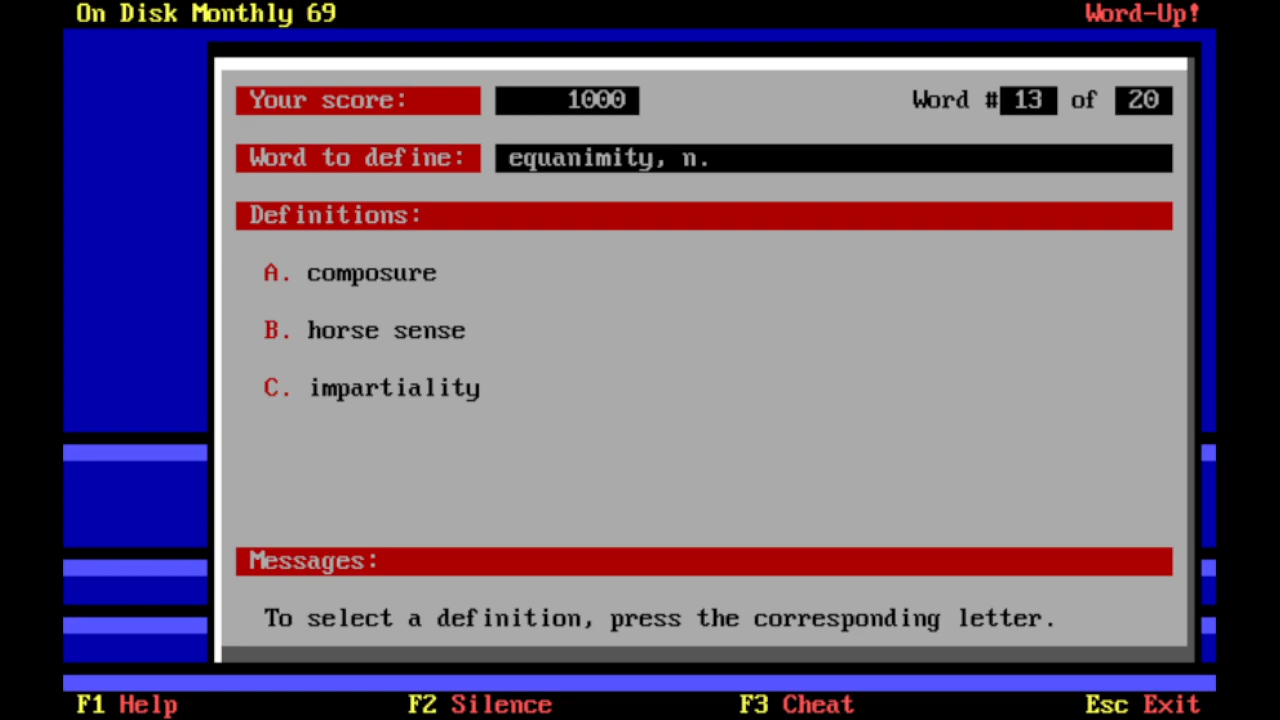 On Disk Monthly 69 Word-Up!
Your score: 1000 Word #13 of 20
Word to define: equanimity, n.
Definitions:
A. composure
B. horse sense
C. impartiality
Messages:
To select a definition, press the corresponding letter.
F1 Help F2 Silence F3 Cheat Esc Exit